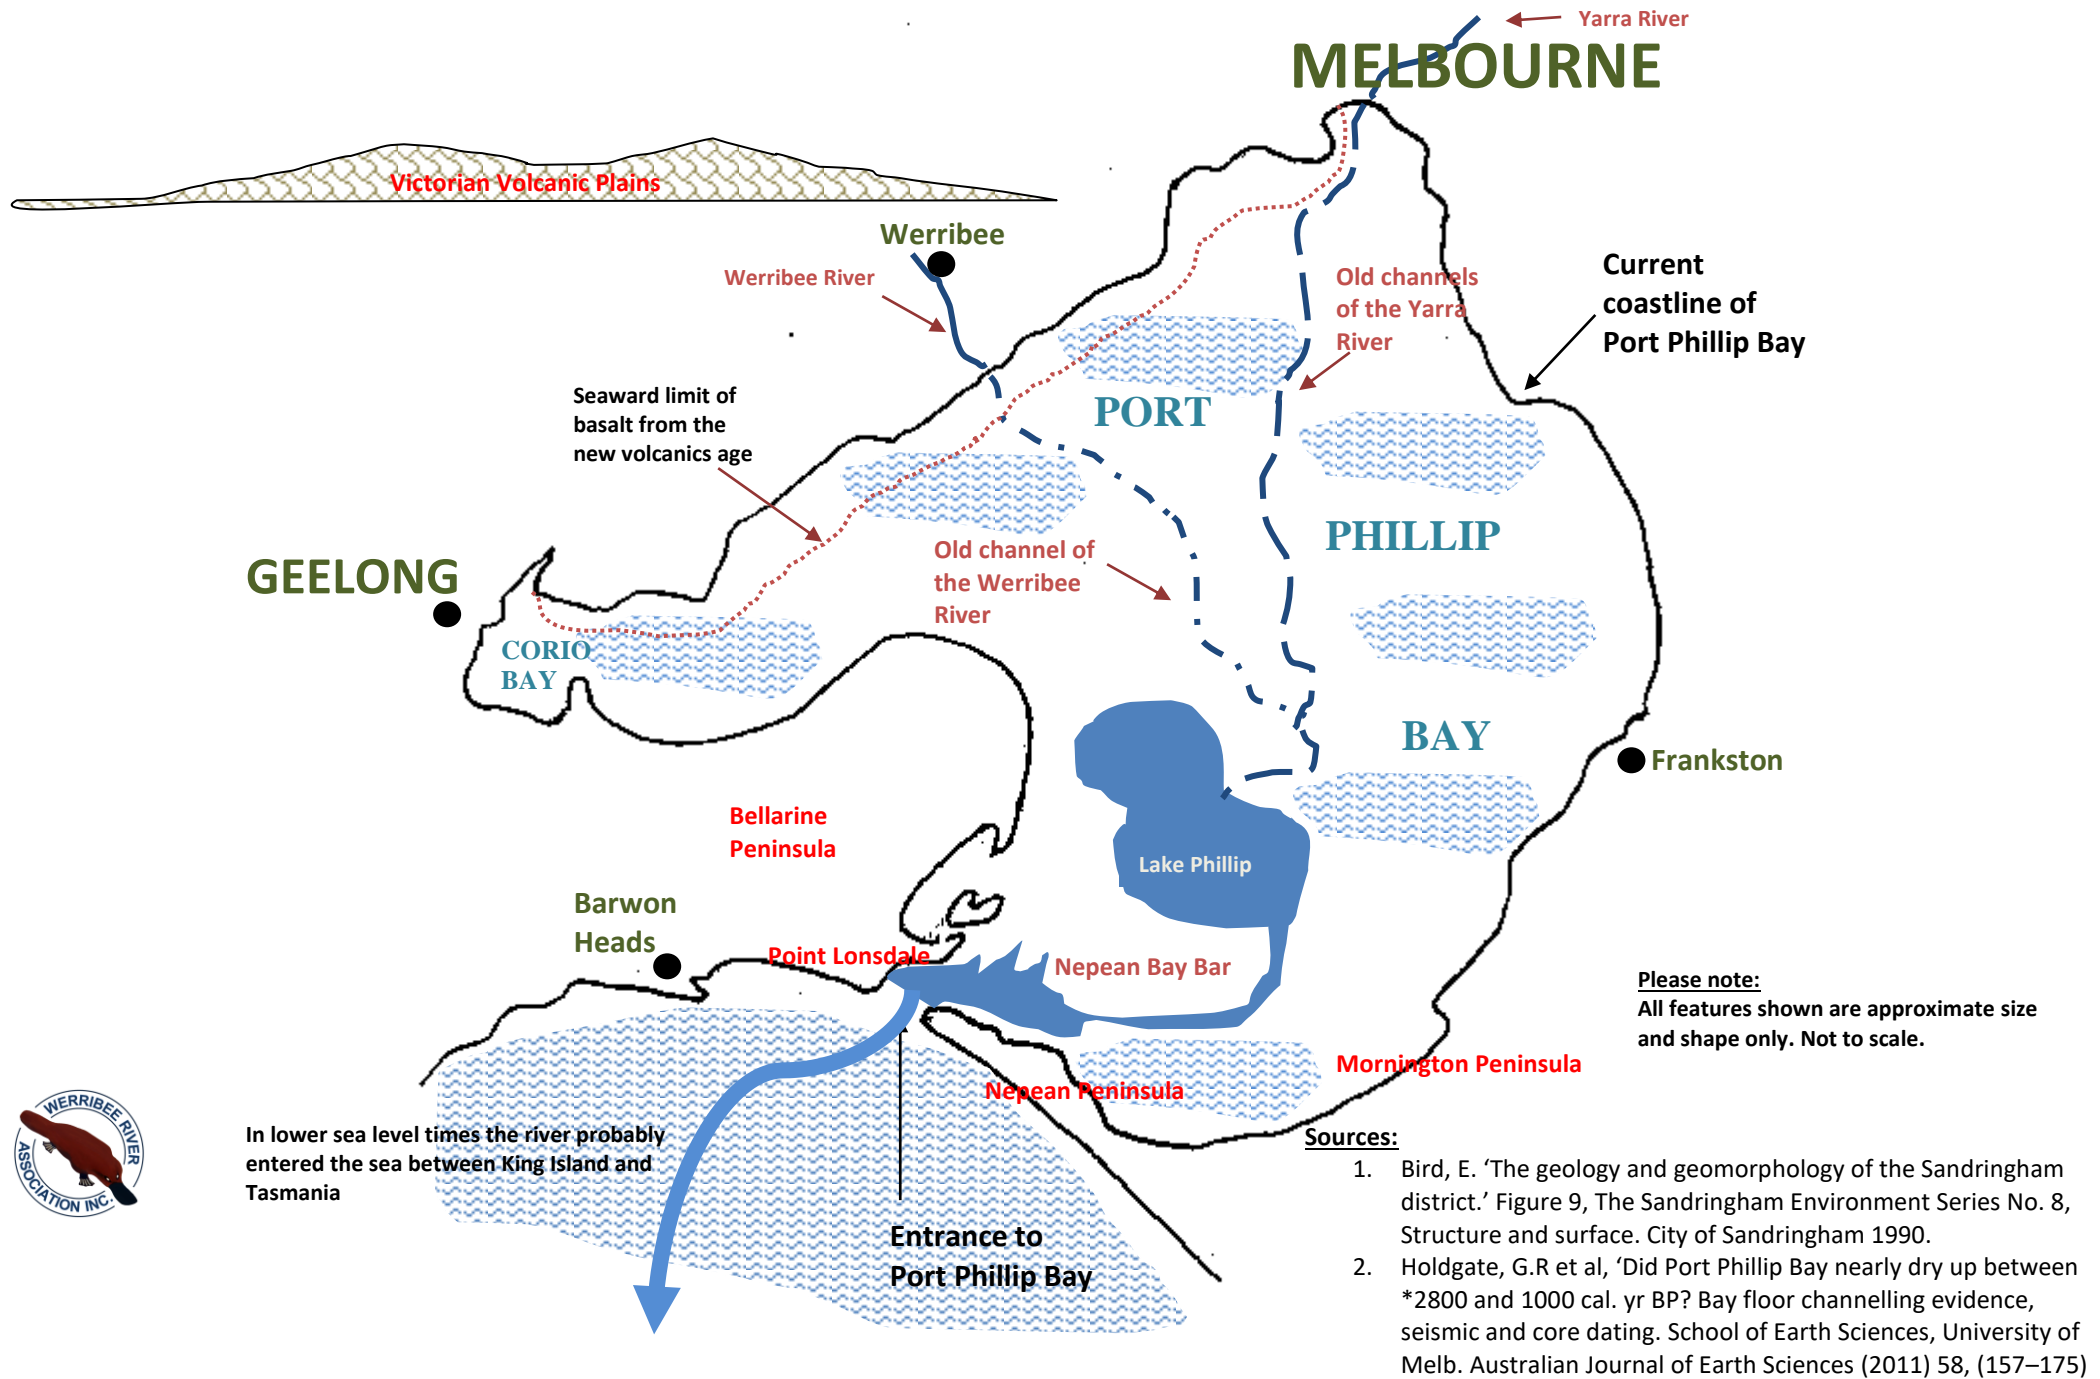 Yarra River
MELBOURNE
Victorian Volcanic Plains
Werribee
Werribee River
Old channels
of the Yarra
River
Current
coastline of
Port Phillip Bay
Seaward limit of
basalt from the
new volcanics age
PORT
PHILLIP
BAY
GEELONG
Old channel of
the Werribee
River
CORIO
BAY
Frankston
Bellarine
Peninsula
Lake Phillip
Barwon
Heads
Point Lonsdale
Nepean Bay Bar
Please note:
All features shown are approximate size
and shape only. Not to scale.
Mornington Peninsula
Nepean Peninsula
WERRIBEE RIVER
ASSOCIATION INC.
In lower sea level times the river probably
entered the sea between King Island and
Tasmania
Entrance to
Port Phillip Bay
Sources:
1. Bird, E. ‘The geology and geomorphology of the Sandringham
district.’ Figure 9, The Sandringham Environment Series No. 8,
Structure and surface. City of Sandringham 1990.
2. Holdgate, G.R et al, ‘Did Port Phillip Bay nearly dry up between
*2800 and 1000 cal. yr BP? Bay floor channelling evidence,
seismic and core dating. School of Earth Sciences, University of
Melb. Australian Journal of Earth Sciences (2011) 58, (157–175)